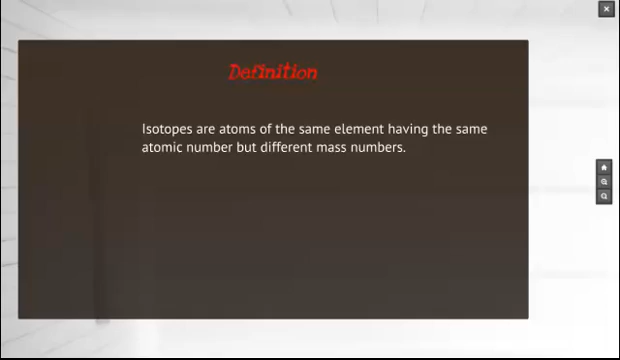 Definition
Isotopes are atoms of the same element having the same
atomic number but different mass numbers.